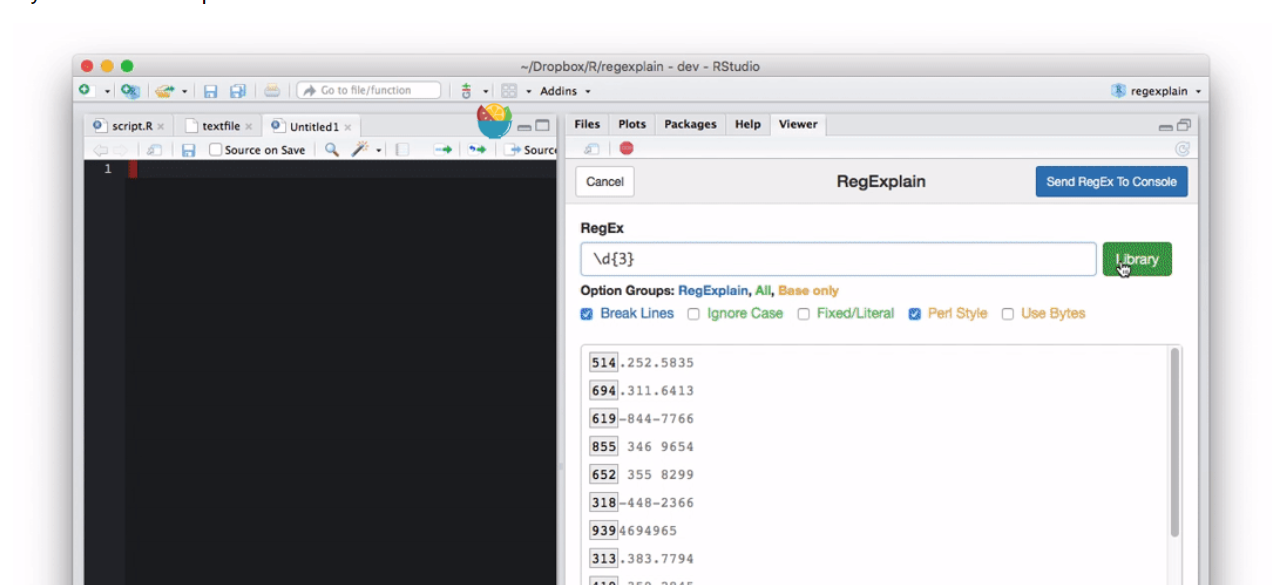 ~/Dropbox/R/regexplain - dev - RStudio
Go to file/function
Addins
regexplain
script.R
textfile
Untitled1
Files Plots Packages Help Viewer
Source on Save
Source
1
Cancel
RegExplain
Send RegEx To Console
RegEx
\d{3}
Library
Option Groups: RegExplain, All, Base only
Break Lines Ignore Case Fixed/Literal Perl Style Use Bytes
514.252.5835
694.311.6413
619-844-7766
855 346 9654
652 355 8299
318-448-2366
9394694965
313.383.7794